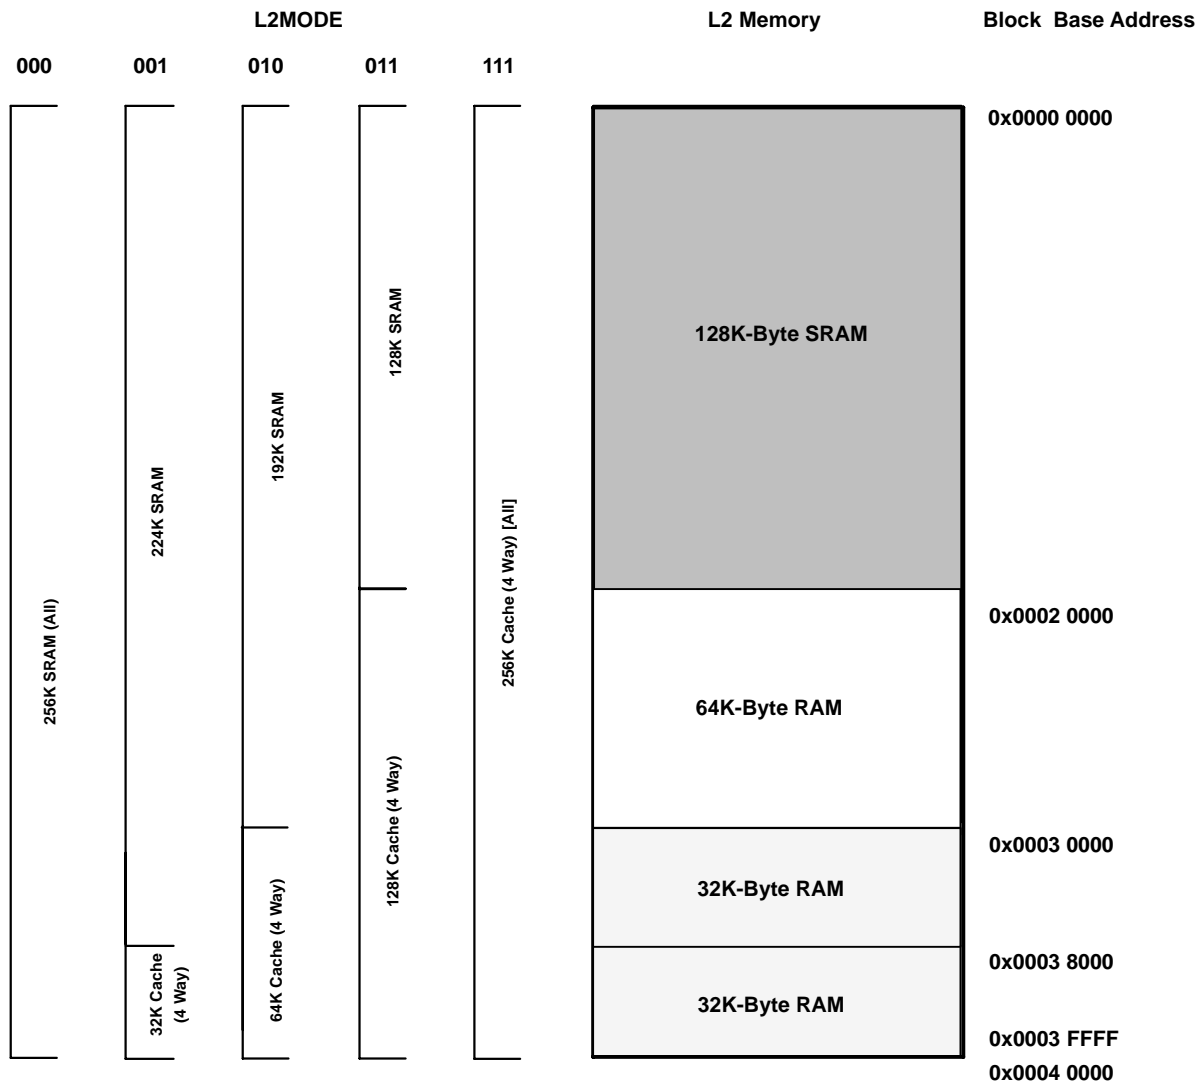 L2MODE
L2 Memory
Block Base Address
000
001
010
011
111
256K SRAM (All)
224K SRAM
32K Cache
(4 Way)
192K SRAM
64K Cache (4 Way)
128K SRAM
128K Cache (4 Way)
256K Cache (4 Way) [All]
128K-Byte SRAM
64K-Byte RAM
32K-Byte RAM
32K-Byte RAM
0x0000 0000
0x0002 0000
0x0003 0000
0x0003 8000
0x0003 FFFF
0x0004 0000